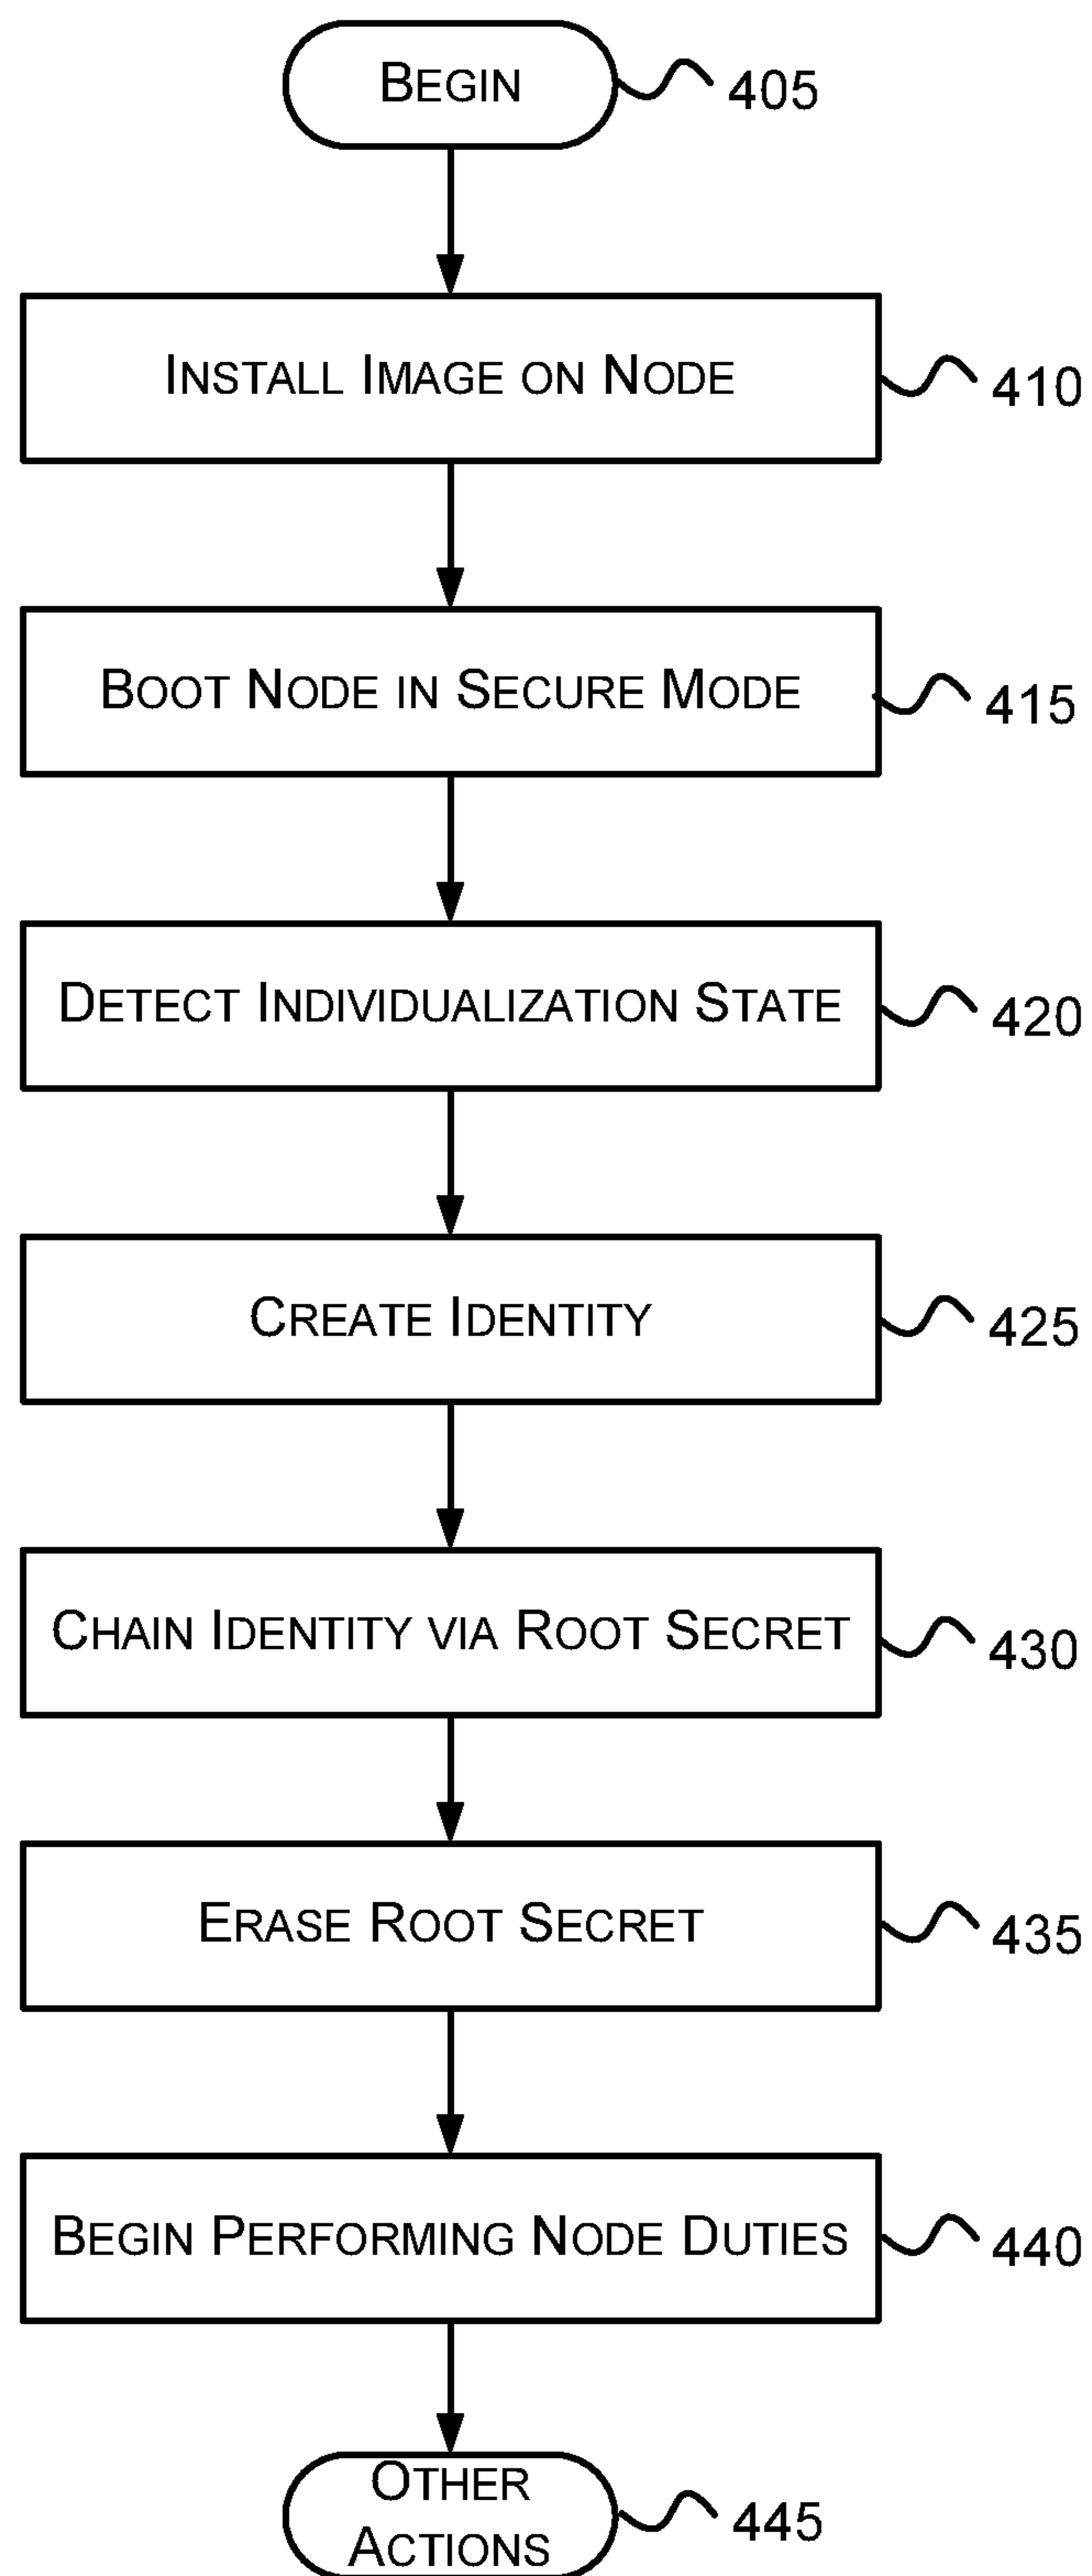 BEGIN
405
INSTALL IMAGE ON NODE
410
BOOT NODE IN SECURE MODE
415
DETECT INDIVIDUALIZATION STATE
420
CREATE IDENTITY
425
CHAIN IDENTITY VIA ROOT SECRET
430
ERASE ROOT SECRET
435
BEGIN PERFORMING NODE DUTIES
440
OTHER
ACTIONS
445